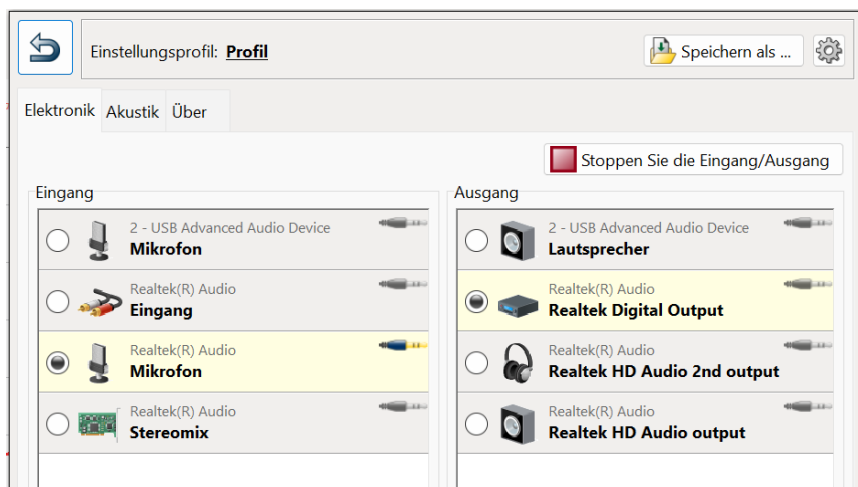 Einstellungsprofil: Profil
Speichern als ...
Elektronik Akustik Über
Stoppen Sie die Eingang/Ausgang
Eingang
2 - USB Advanced Audio Device
Mikrofon
Realtek(R) Audio
Eingang
Realtek(R) Audio
Mikrofon
Realtek(R) Audio
Stereomix
Ausgang
2 - USB Advanced Audio Device
Lautsprecher
Realtek(R) Audio
Realtek Digital Output
Realtek(R) Audio
Realtek HD Audio 2nd output
Realtek(R) Audio
Realtek HD Audio output